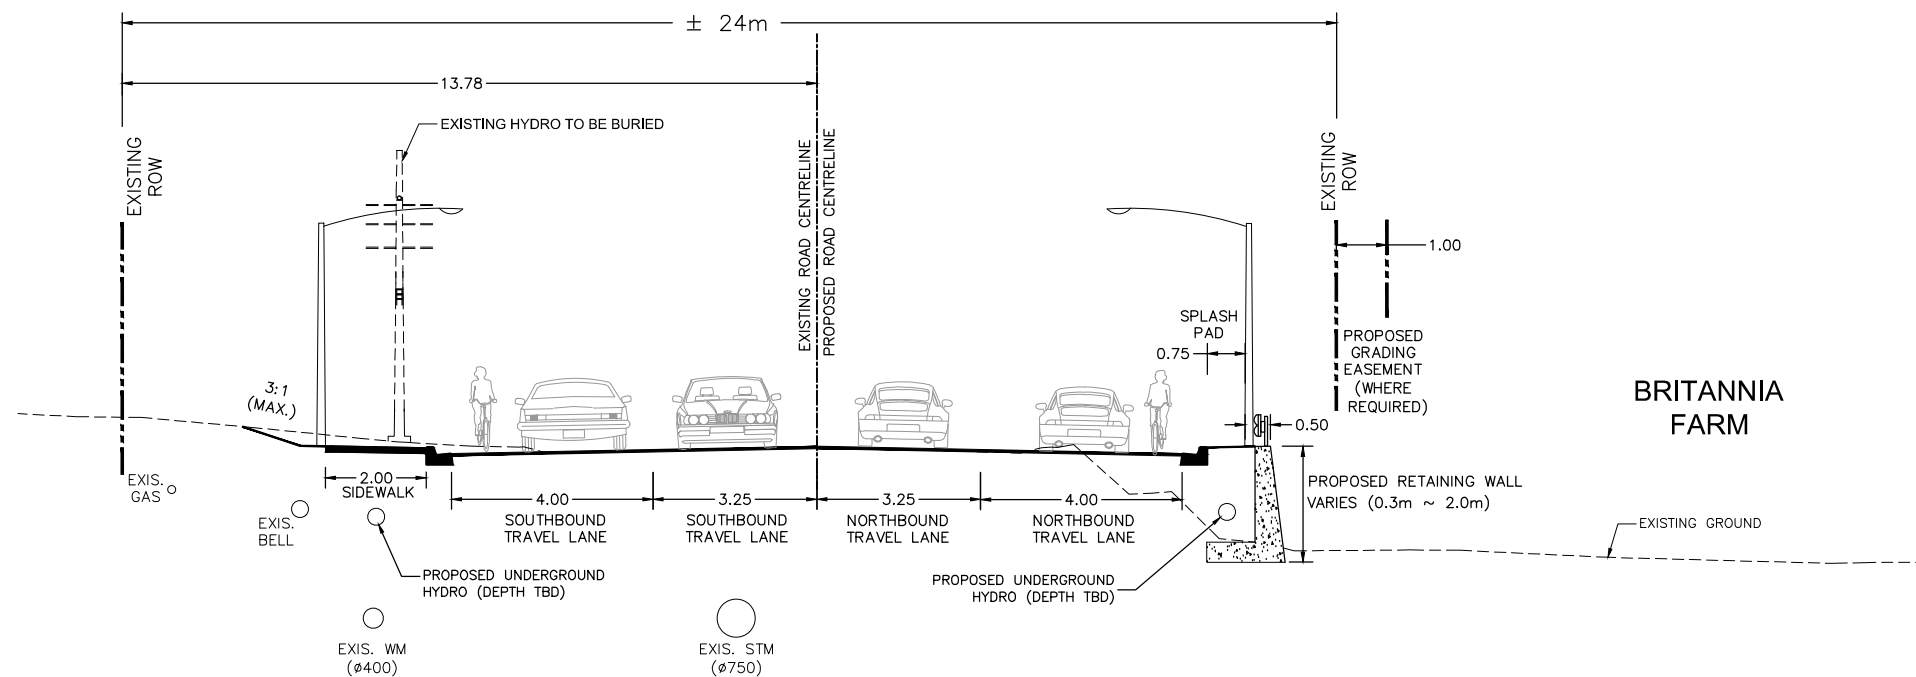 ± 24m
13.78
EXISTING HYDRO TO BE BURIED
EXISTING
ROW
EXISTING ROAD CENTRELINE
PROPOSED ROAD CENTRELINE
EXISTING
ROW
1.00
SPLASH
PAD
0.75
PROPOSED
GRADING
EASEMENT
(WHERE
REQUIRED)
BRITANNIA
FARM
3:1
(MAX.)
0.50
EXIS.
GAS
2.00
SIDEWALK
EXIS.
BELL
4.00
SOUTHBOUND
TRAVEL LANE
3.25
SOUTHBOUND
TRAVEL LANE
3.25
NORTHBOUND
TRAVEL LANE
4.00
NORTHBOUND
TRAVEL LANE
PROPOSED RETAINING WALL
VARIES (0.3m ~ 2.0m)
EXISTING GROUND
PROPOSED UNDERGROUND
HYDRO (DEPTH TBD)
PROPOSED UNDERGROUND
HYDRO (DEPTH TBD)
EXIS. WM
(ø400)
EXIS. STM
(ø750)